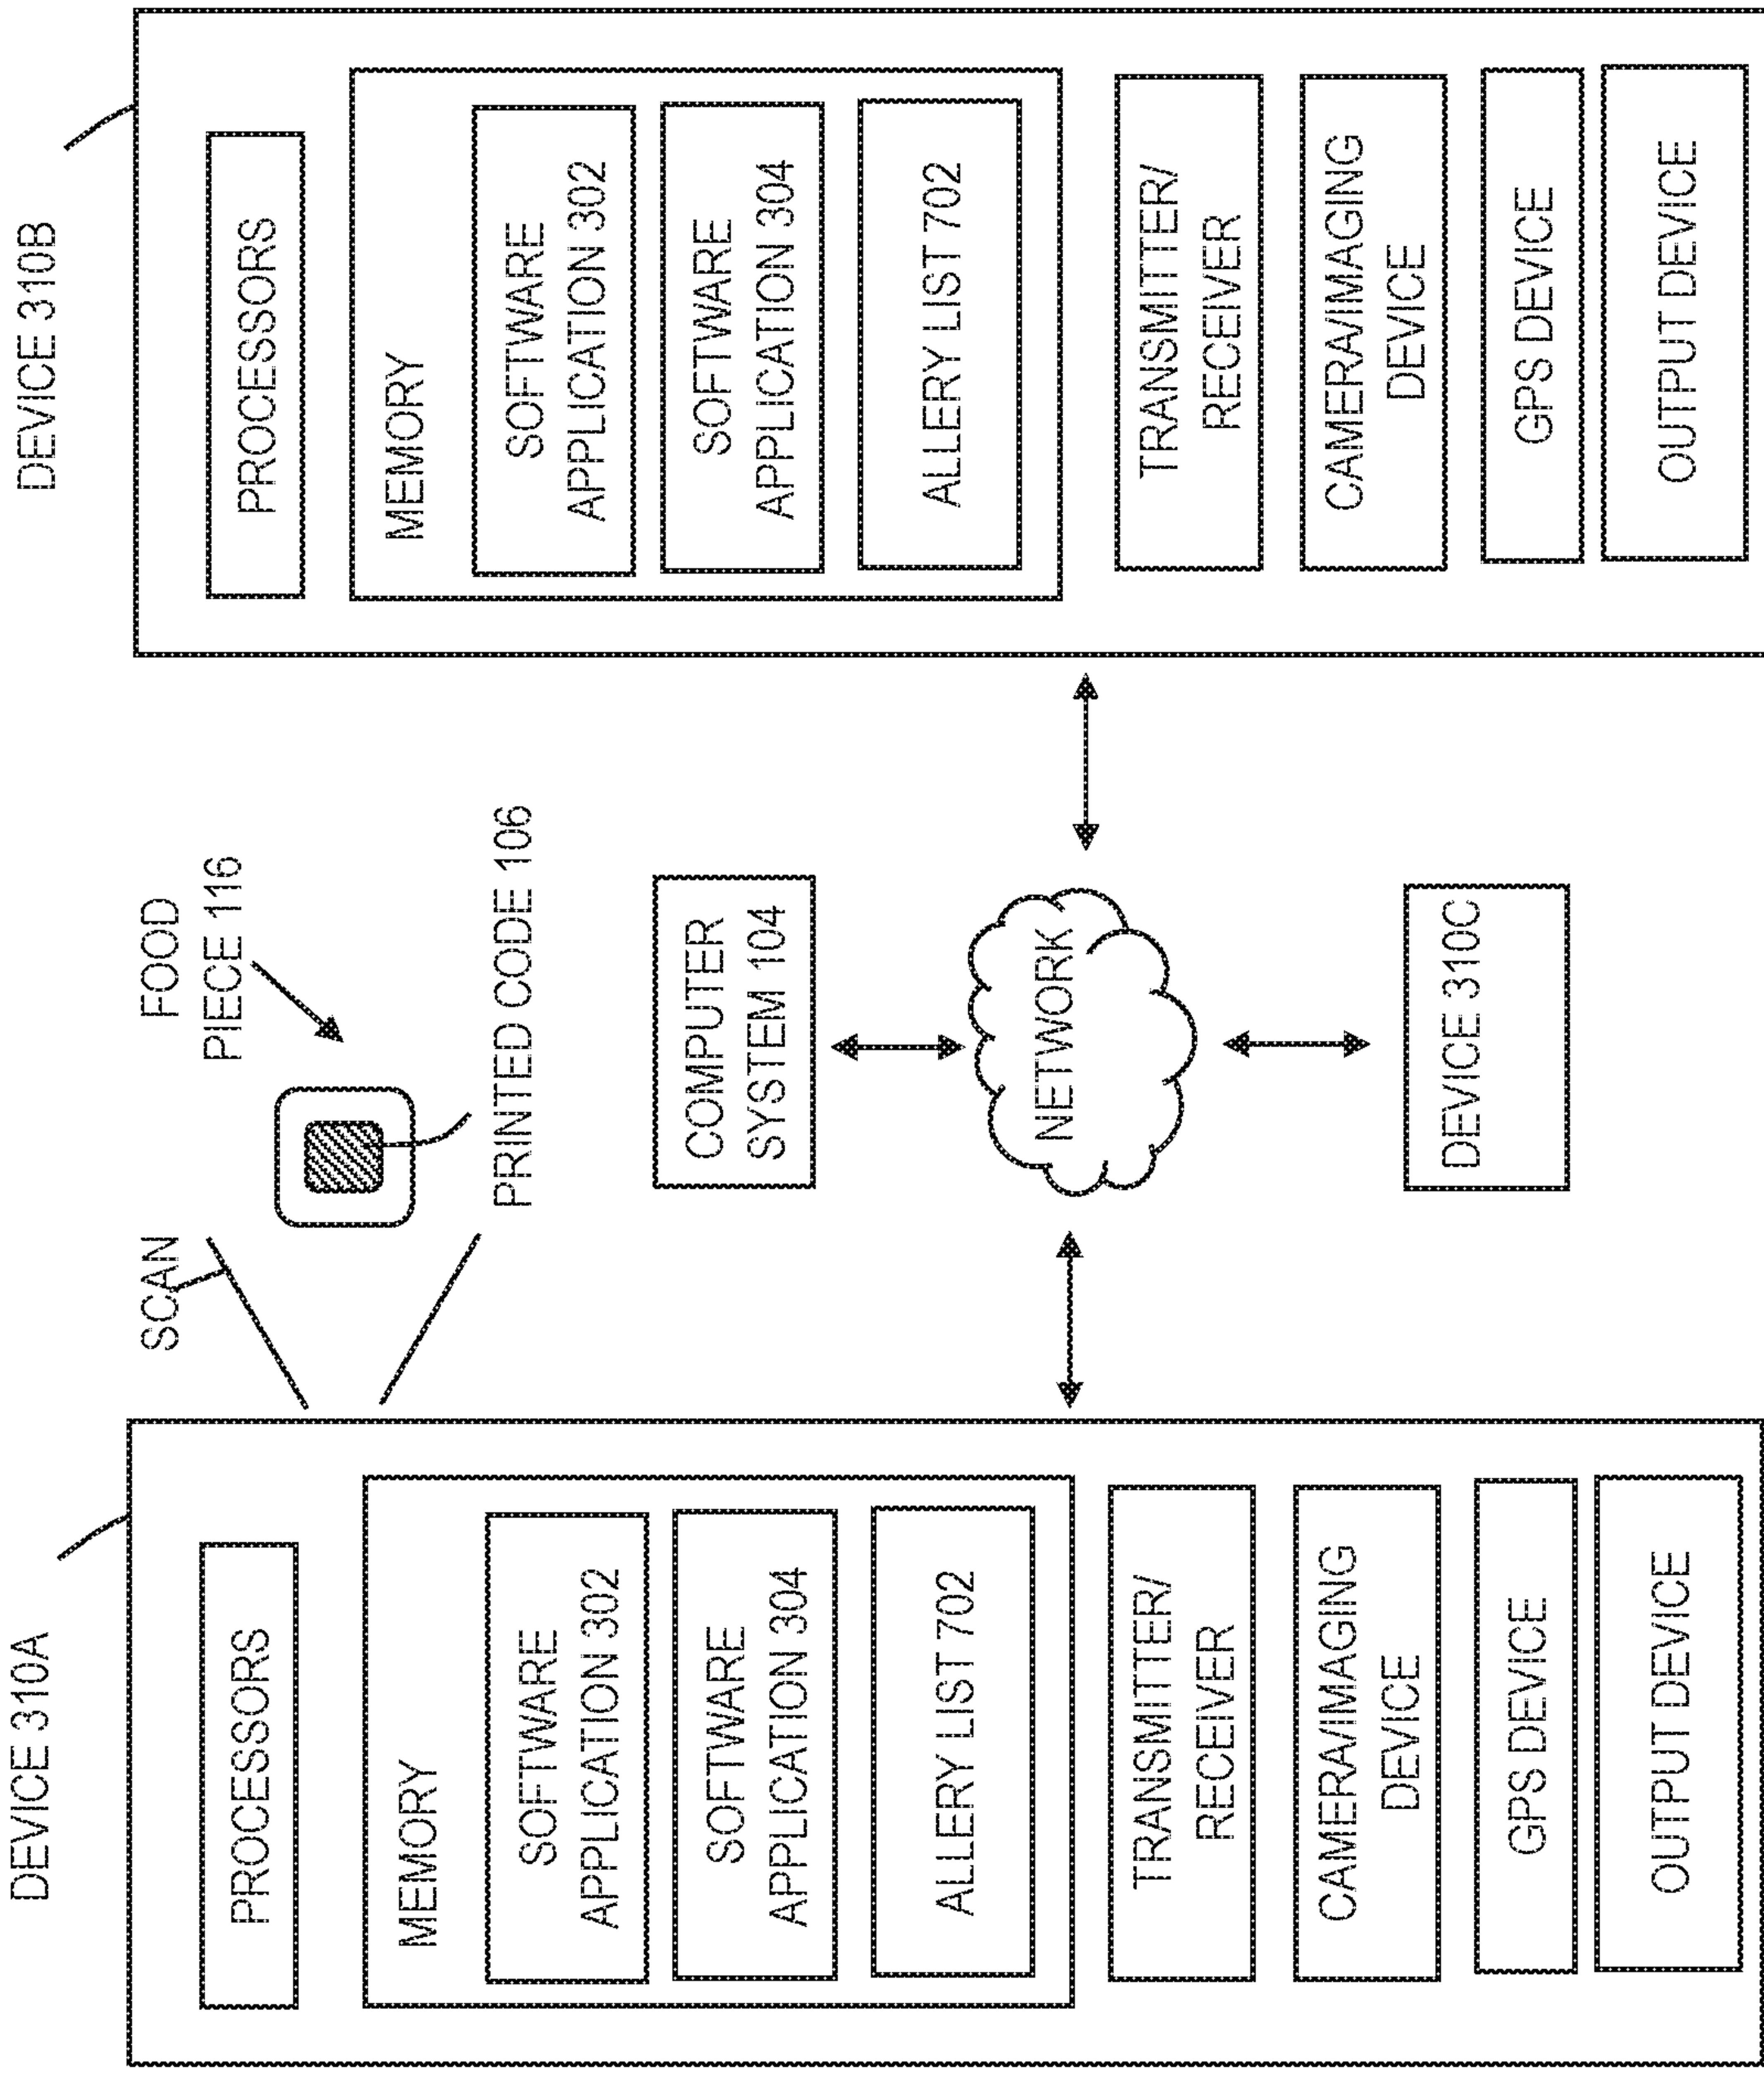 DEVICE 310A
PROCESSORS
MEMORY
SOFTWARE
APPLICATION 302
SOFTWARE
APPLICATION 304
ALLERY LIST 702
TRANSMITTER/
RECEIVER
CAMERA/IMAGING
DEVICE
GPS DEVICE
OUTPUT DEVICE
SCAN
FOOD
PIECE 116
PRINTED CODE 106
COMPUTER
SYSTEM 104
NETWORK
DEVICE 310C
DEVICE 310B
PROCESSORS
MEMORY
SOFTWARE
APPLICATION 302
SOFTWARE
APPLICATION 304
ALLERY LIST 702
TRANSMITTER/
RECEIVER
CAMERA/IMAGING
DEVICE
GPS DEVICE
OUTPUT DEVICE